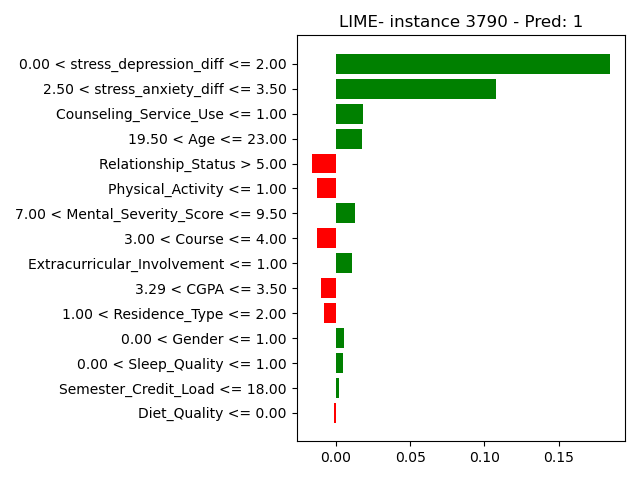 LIME- instance 3790 - Pred: 1
0.00 < stress_depression_diff <= 2.00
2.50 < stress_anxiety_diff <= 3.50
Counseling_Service_Use <= 1.00
19.50 < Age <= 23.00
Relationship_Status > 5.00
Physical_Activity <= 1.00
7.00 < Mental_Severity_Score <= 9.50
3.00 < Course <= 4.00
Extracurricular_Involvement <= 1.00
3.29 < CGPA <= 3.50
1.00 < Residence_Type <= 2.00
0.00 < Gender <= 1.00
0.00 < Sleep_Quality <= 1.00
Semester_Credit_Load <= 18.00
Diet_Quality <= 0.00
0.00 0.05 0.10 0.15